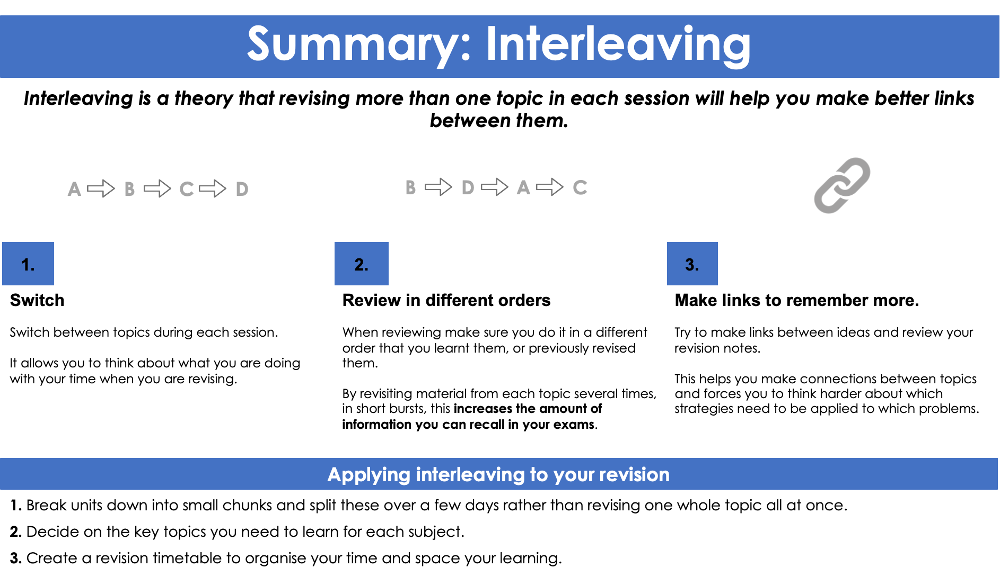 Summary: Interleaving
Interleaving is a theory that revising more than one topic in each session will help you make better links
between them.
A B C D
B D A C
1.
Switch
Switch between topics during each session.
It allows you to think about what you are doing
with your time when you are revising.
2.
Review in different orders
When reviewing make sure you do it in a different
order that you learnt them, or previously revised
them.
By revisiting material from each topic several times,
in short bursts, this increases the amount of
information you can recall in your exams.
3.
Make links to remember more.
Try to make links between ideas and review your
revision notes.
This helps you make connections between topics
and forces you to think harder about which
strategies need to be applied to which problems.
Applying interleaving to your revision
1. Break units down into small chunks and split these over a few days rather than revising one whole topic all at once.
2. Decide on the key topics you need to learn for each subject.
3. Create a revision timetable to organise your time and space your learning.